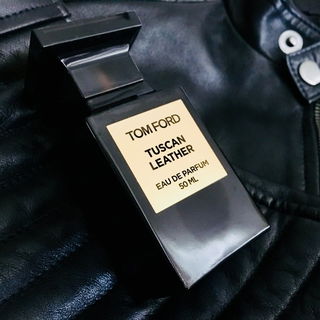 TOM FORD
TUSCAN
LEATHER
EAU DE PARFUM
50 ML